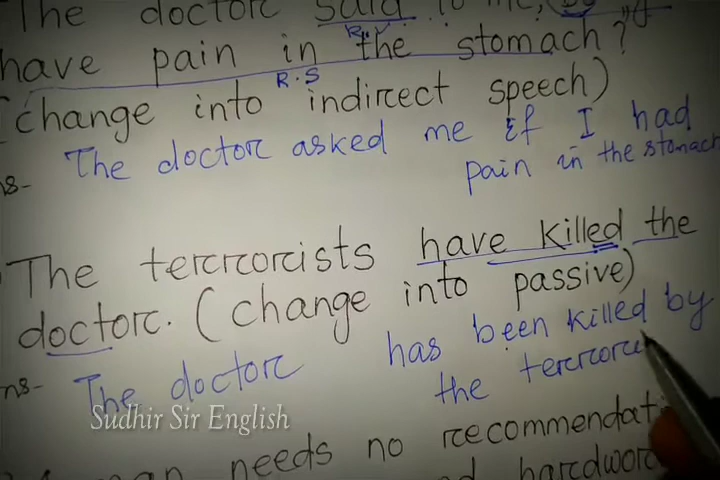 The doctor said to me,
R.V
have pain in the stomach?"
R.S
(change into indirect speech)
ns- The doctor asked me if I had
pain in the stomach
The terrorists have killed the
doctor. (change into passive)
ns- The doctor has been killed by
the
Sudhir Sir English
needs no